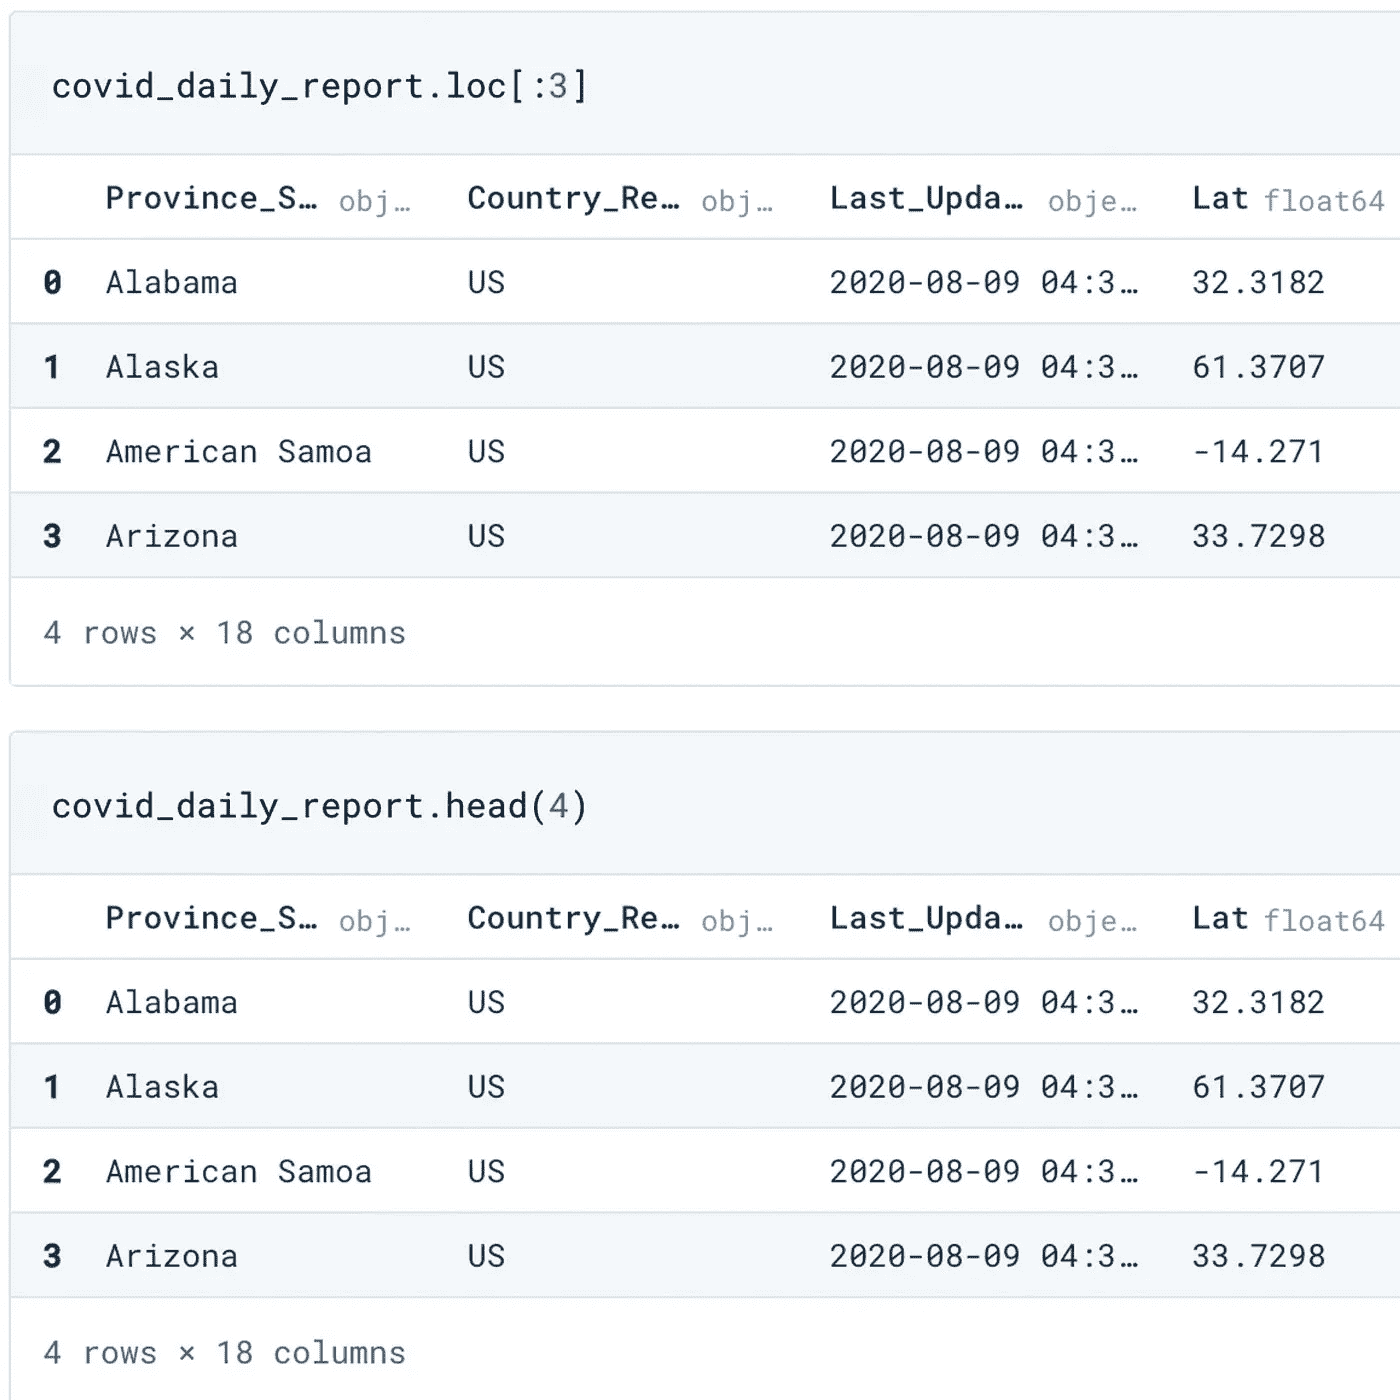 covid_daily_report.loc[:3]
Province_S… obj… Country_Re… obj… Last_Upda… obje… Lat float64
0 Alabama US 2020-08-09 04:3… 32.3182
1 Alaska US 2020-08-09 04:3… 61.3707
2 American Samoa US 2020-08-09 04:3… -14.271
3 Arizona US 2020-08-09 04:3… 33.7298
4 rows × 18 columns
covid_daily_report.head(4)
Province_S… obj… Country_Re… obj… Last_Upda… obje… Lat float64
0 Alabama US 2020-08-09 04:3… 32.3182
1 Alaska US 2020-08-09 04:3… 61.3707
2 American Samoa US 2020-08-09 04:3… -14.271
3 Arizona US 2020-08-09 04:3… 33.7298
4 rows × 18 columns